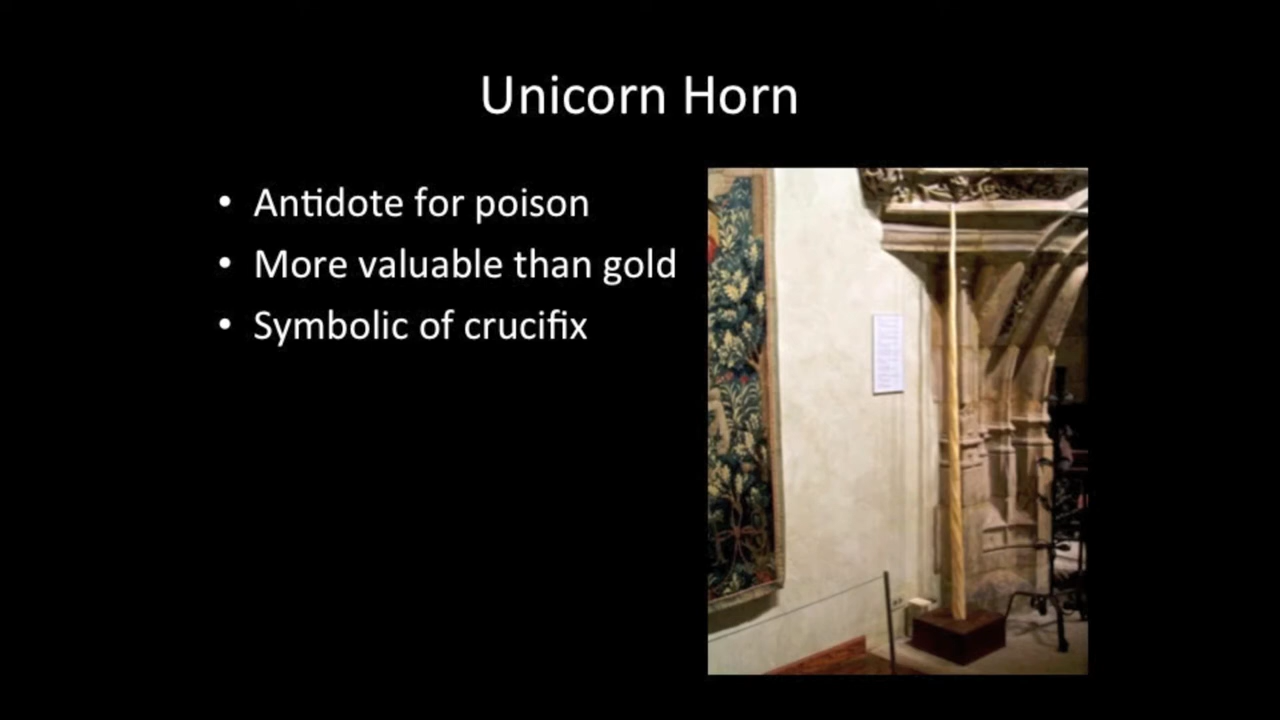 Unicorn Horn
• Antidote for poison
• More valuable than gold
• Symbolic of crucifix